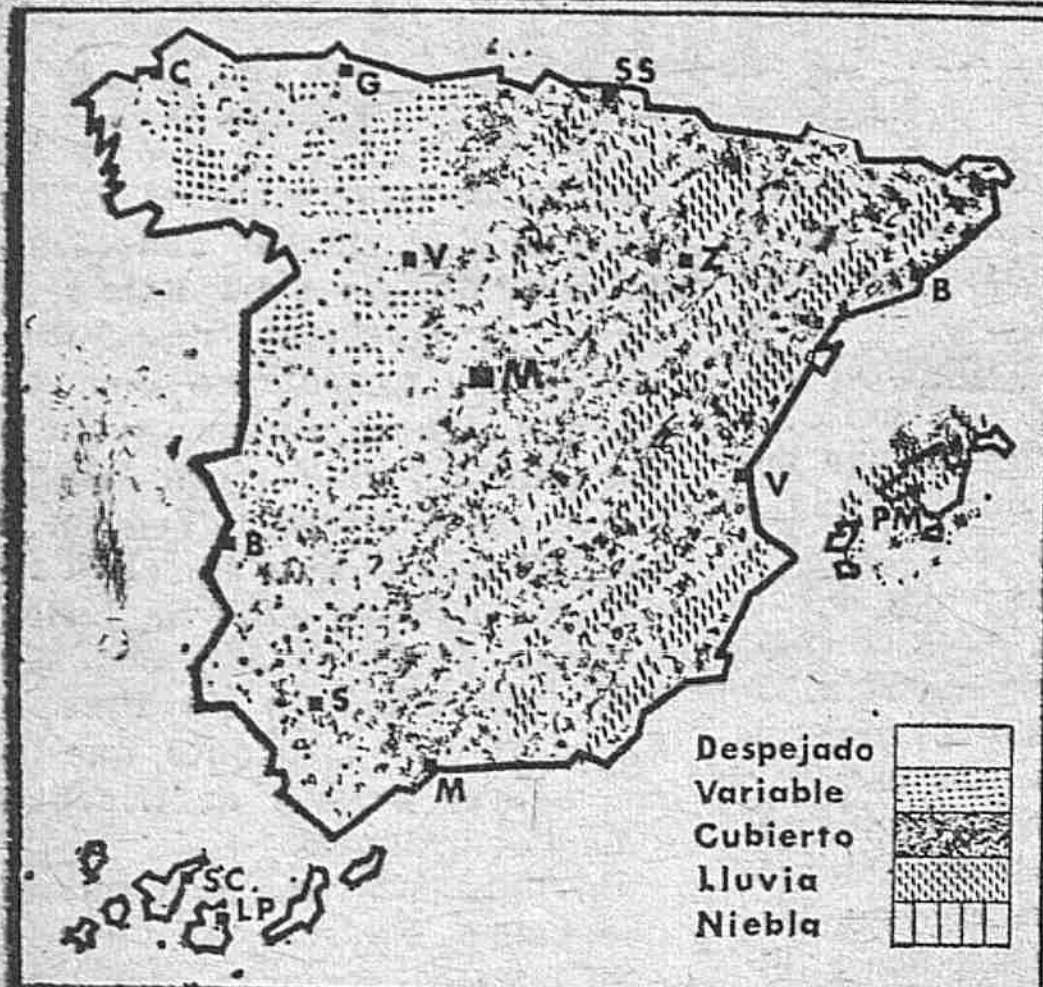 C
G
SS
V
Z
B
M
V
PM
B
S
M
SC.
LP
Despejado
Variable
Cubierto
Lluvia
Niebla